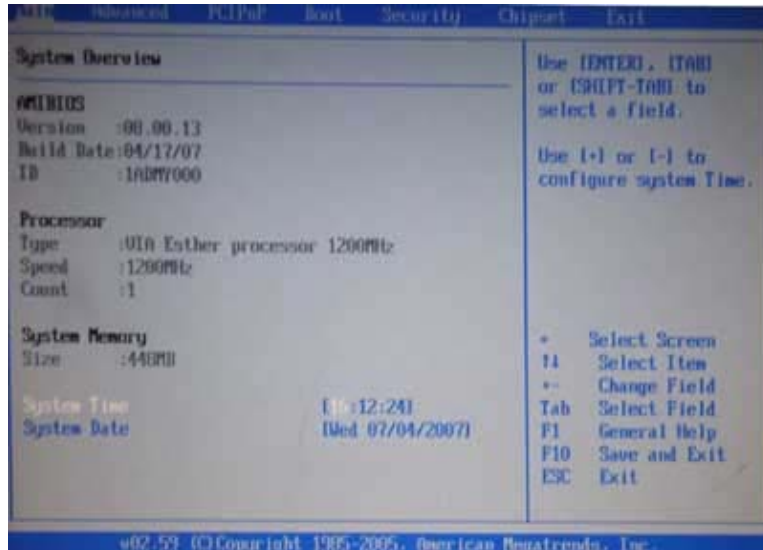 Main Advanced PCIPnP Boot Security Chipset Exit
System Overview
AMIBIOS
Version :08.00.13
Build Date:04/17/07
ID :1ADMY000
Processor
Type :VIA Esther processor 1200MHz
Speed :1200MHz
Count :1
System Memory
Size :448MB
System Time [ :12:24]
System Date [Wed 07/04/2007]
Use [ENTER], [TAB]
or [SHIFT-TAB] to
select a field.
Use [+] or [-] to
configure system Time.
Select Screen
↑↓ Select Item
+- Change Field
Tab Select Field
F1 General Help
F10 Save and Exit
ESC Exit
v02.59 (C)Copyright 1985-2005, American Megatrends, Inc.